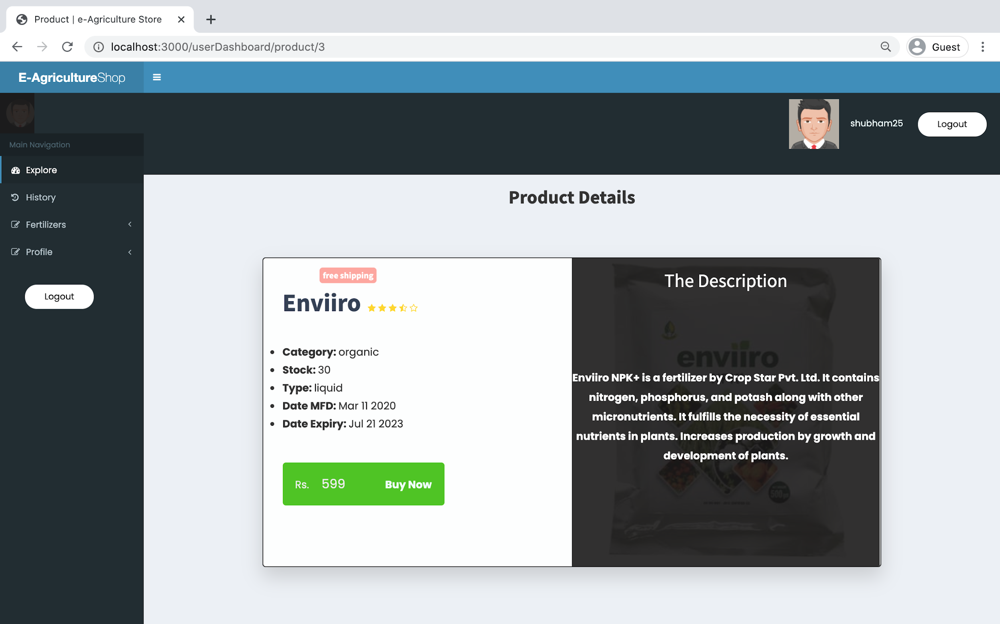 Product | e-Agriculture Store
localhost:3000/userDashboard/product/3
Guest
E-AgricultureShop
shubham25
Logout
Main Navigation
Explore
History
Fertilizers
Profile
Logout
Product Details
free shipping
Enviiro
Category: organic
Stock: 30
Type: liquid
Date MFD: Mar 11 2020
Date Expiry: Jul 21 2023
Rs. 599 Buy Now
The Description
enviiro
Enviiro NPK+ is a fertilizer by Crop Star Pvt. Ltd. It contains
nitrogen, phosphorus, and potash along with other
micronutrients. It fulfills the necessity of essential
nutrients in plants. Increases production by growth and
development of plants.